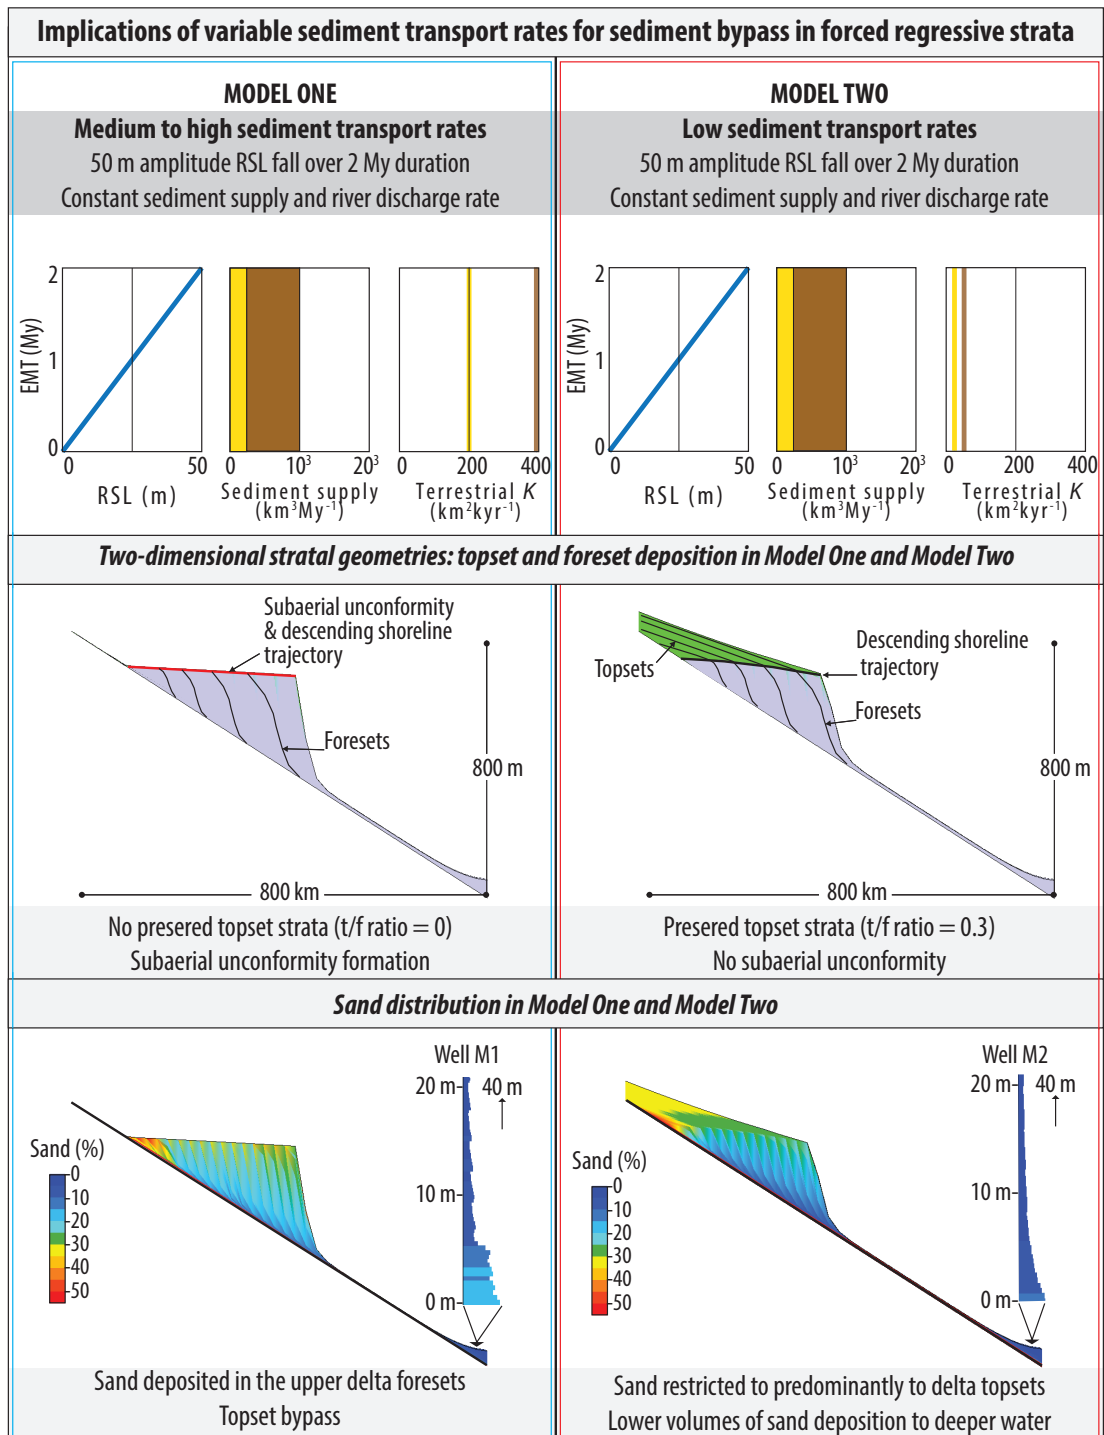 Implications of variable sediment transport rates for sediment bypass in forced regressive strata
MODEL ONE
Medium to high sediment transport rates
50 m amplitude RSL fall over 2 My duration
Constant sediment supply and river discharge rate
EMT (My)
2
1
0
0
50
RSL (m)
0
10³
20³
Sediment supply
(km³My⁻¹)
0
200
400
Terrestrial K
(km²kyr⁻¹)
MODEL TWO
Low sediment transport rates
50 m amplitude RSL fall over 2 My duration
Constant sediment supply and river discharge rate
EMT (My)
2
1
0
0
50
RSL (m)
0
10³
20³
Sediment supply
(km³My⁻¹)
0
200
400
Terrestrial K
(km²kyr⁻¹)
Two-dimensional stratal geometries: topset and foreset deposition in Model One and Model Two
Subaerial unconformity
& descending shoreline
trajectory
Foresets
800 m
800 km
No presered topset strata (t/f ratio = 0)
Subaerial unconformity formation
Topsets
Descending shoreline
trajectory
Foresets
800 m
800 km
Presered topset strata (t/f ratio = 0.3)
No subaerial unconformity
Sand distribution in Model One and Model Two
Well M1
20 m
40 m
10 m
0 m
Sand (%)
0
10
20
30
40
50
Sand deposited in the upper delta foresets
Topset bypass
Well M2
20 m
40 m
10 m
0 m
Sand (%)
0
10
20
30
40
50
Sand restricted to predominantly to delta topsets
Lower volumes of sand deposition to deeper water